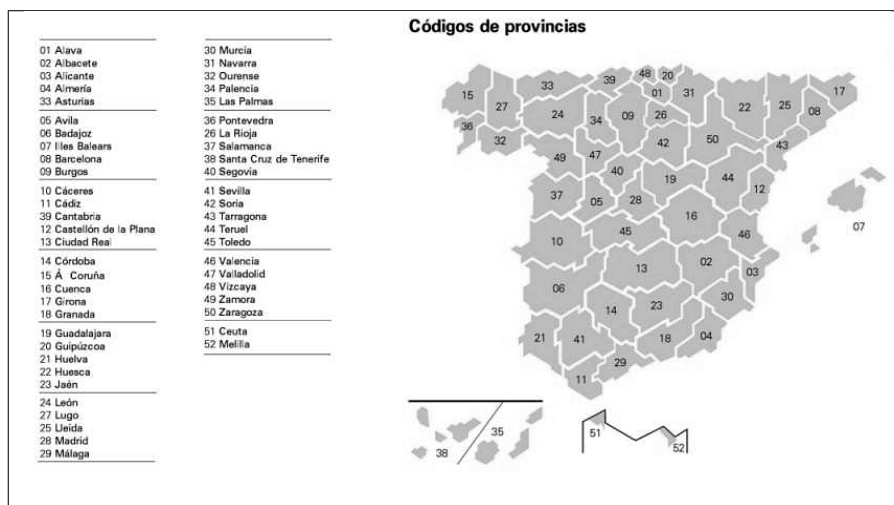 Códigos de provincias
01 Alava
02 Albacete
03 Alicante
04 Almería
33 Asturias
05 Avila
06 Badajoz
07 Illes Balears
08 Barcelona
09 Burgos
10 Cáceres
11 Cádiz
39 Cantabria
12 Castellón de la Plana
13 Ciudad Real
14 Córdoba
15 Á Coruña
16 Cuenca
17 Girona
18 Granada
19 Guadalajara
20 Guipúzcoa
21 Huelva
22 Huesca
23 Jaén
24 León
27 Lugo
25 Lleida
28 Madrid
29 Málaga
30 Murcia
31 Navarra
32 Ourense
34 Palencia
35 Las Palmas
36 Pontevedra
26 La Rioja
37 Salamanca
38 Santa Cruz de Tenerife
40 Segovia
41 Sevilla
42 Soria
43 Tarragona
44 Teruel
45 Toledo
46 Valencia
47 Valladolid
48 Vizcaya
49 Zamora
50 Zaragoza
51 Ceuta
52 Melilla
48 20
15 33 39 01 31 22 25 17
27 24 34 09 26 08
36 32 42 50 43
49 47 40 19 44 12
37 05 28 16 07
10 45 46
13 02 03
06 14 23 30
21 41 18 04
11 29
38 35 51 52